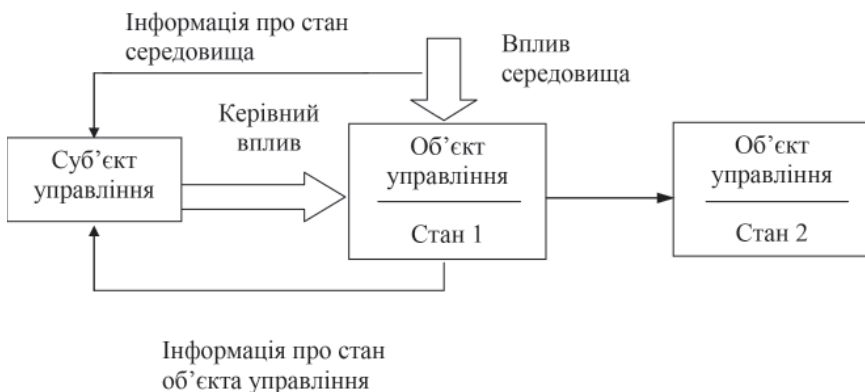 Інформація про стан
середовища
Вплив
середовища
Керівний
вплив
Суб’єкт
управління
Об’єкт
управління
Стан 1
Об’єкт
управління
Стан 2
Інформація про стан
об’єкта управління